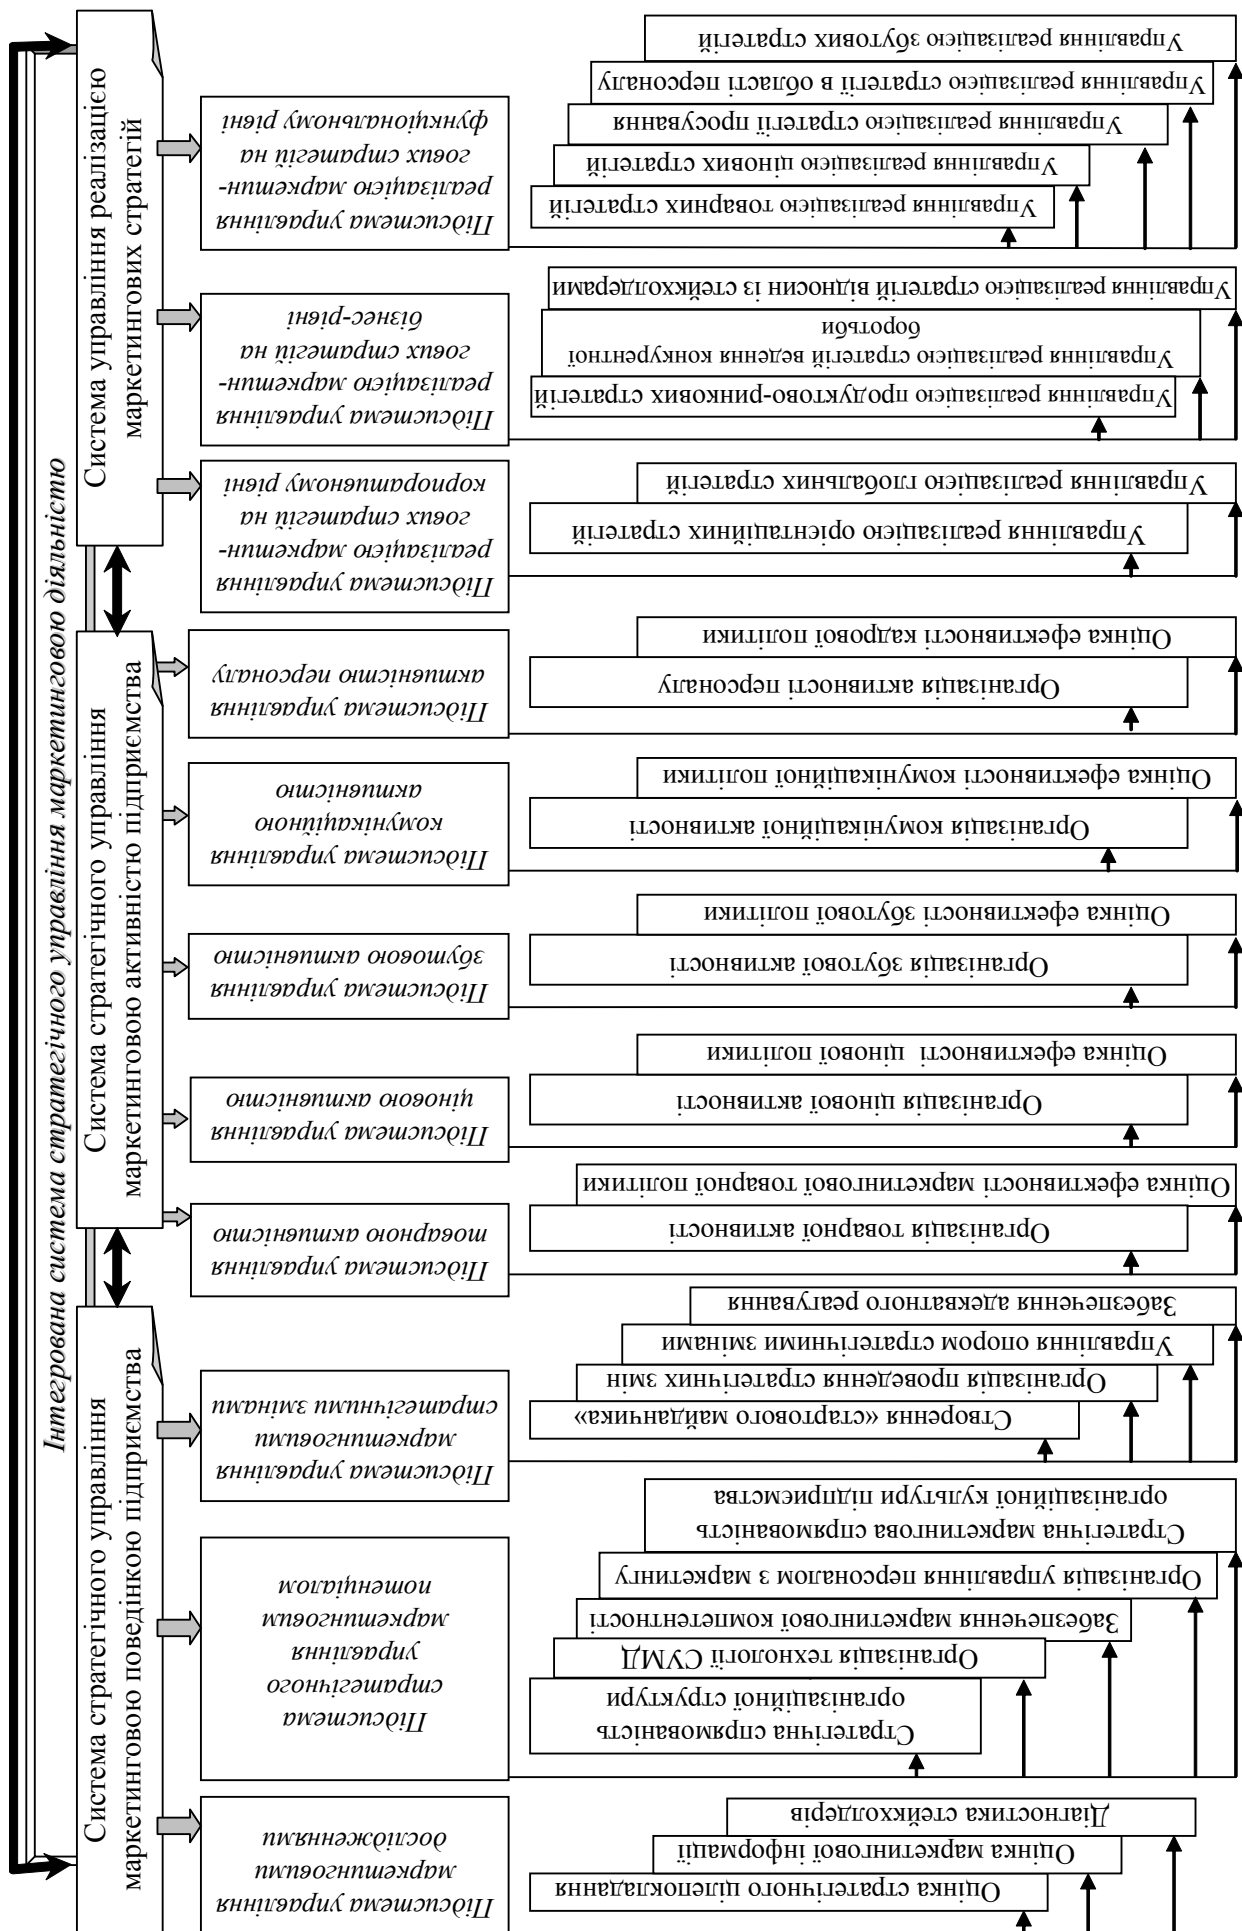 Інтегрована система стратегічного управління маркетинговою діяльністю
Система стратегічного управління
маркетинговою поведінкою підприємства
Підсистема управління
маркетинговими
дослідженнями
Оцінка стратегічного цілепокладання
Оцінка маркетингової інформації
Діагностика стейкхолдерів
Підсистема
стратегічного
управління
маркетинговим
потенціалом
Стратегічна спрямованість
організаційної структури
Організація технології СУМД
Забезпечення маркетингової компетентності
Організація управління персоналом з маркетингу
Стратегічна маркетингова спрямованість
організаційної культури підприємства
Підсистема управління
маркетинговими
стратегічними змінами
Створення «стартового майданчика»
Організація проведення стратегічних змін
Управління опором стратегічними змінами
Забезпечення адекватного реагування
Система стратегічного управління
маркетинговою активністю підприємства
Підсистема управління
товарною активністю
Організація товарної активності
Оцінка ефективності маркетингової товарної політики
Підсистема управління
ціновою активністю
Організація цінової активності
Оцінка ефективності цінової політики
Підсистема управління
збутовою активністю
Організація збутової активності
Оцінка ефективності збутової політики
Підсистема управління
комунікаційною
активністю
Організація комунікаційної активності
Оцінка ефективності комунікаційної політики
Підсистема управління
активністю персоналу
Організація активності персоналу
Оцінка ефективності кадрової політики
Система управління реалізацією
маркетингових стратегій
Підсистема управління
реалізацією маркетин-
гових стратегій на
корпоративному рівні
Управління реалізацією орієнтаційних стратегій
Управління реалізацією глобальних стратегій
Підсистема управління
реалізацією маркетин-
гових стратегій на
бізнес-рівні
Управління реалізацією продуктово-ринкових стратегій
Управління реалізацією стратегій ведення конкурентної
боротьби
Управління реалізацією стратегій відносин із стейкхолдерами
Підсистема управління
реалізацією маркетин-
гових стратегій на
функціональному рівні
Управління реалізацією товарних стратегій
Управління реалізацією цінових стратегій
Управління реалізацією стратегії просування
Управління реалізацією стратегії в області персоналу
Управління реалізацією збутових стратегій